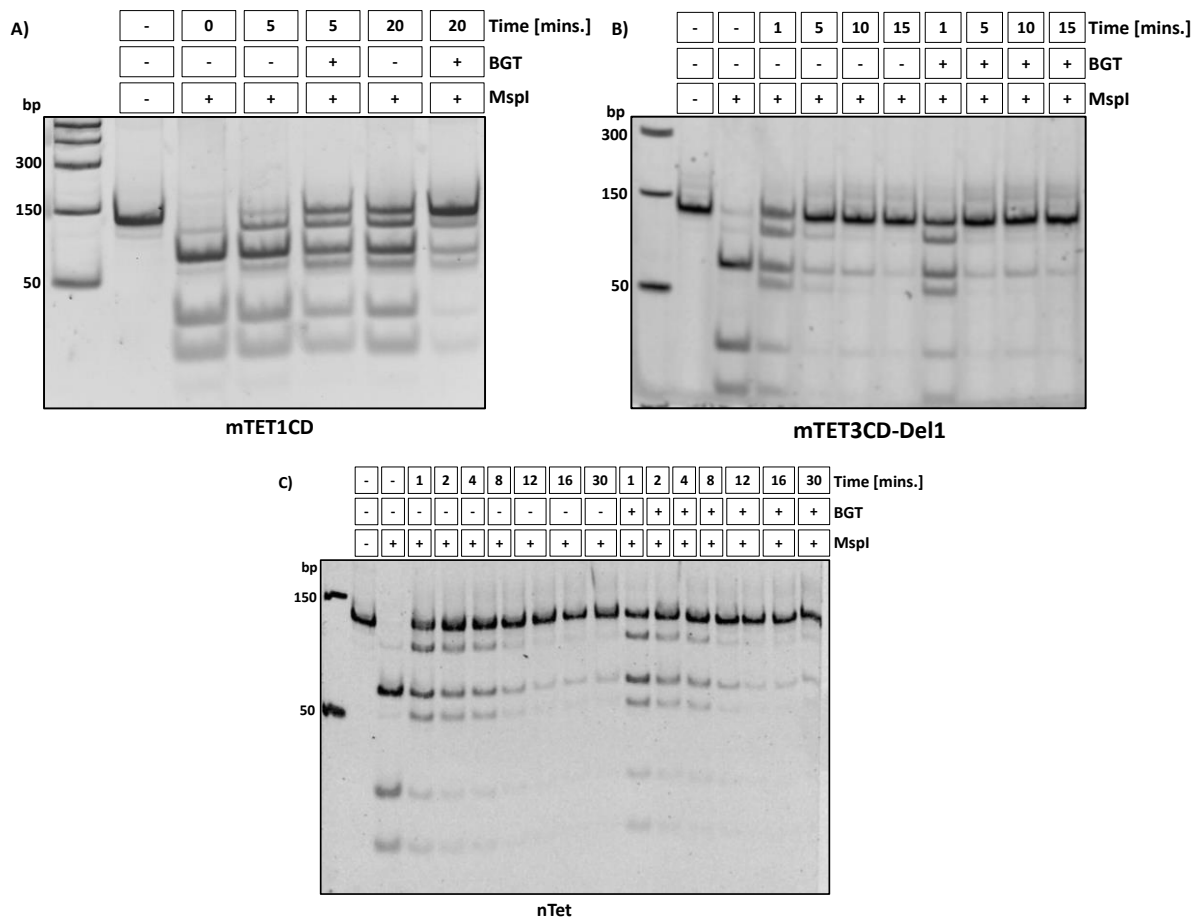 A)
- 0 5 5 20 20 Time [mins.]
- - - + - + BGT
- + + + + + MspI
bp
300
150
50
mTET1CD
B)
- - 1 5 10 15 1 5 10 15 Time [mins.]
- - - - - - + + + + BGT
- + + + + + + + + + MspI
bp
300
150
50
mTET3CD-Del1
C)
- - 1 2 4 8 12 16 30 1 2 4 8 12 16 30 Time [mins.]
- - - - - - - - - + + + + + + + BGT
- + + + + + + + + + + + + + + + MspI
bp
150
50
nTet